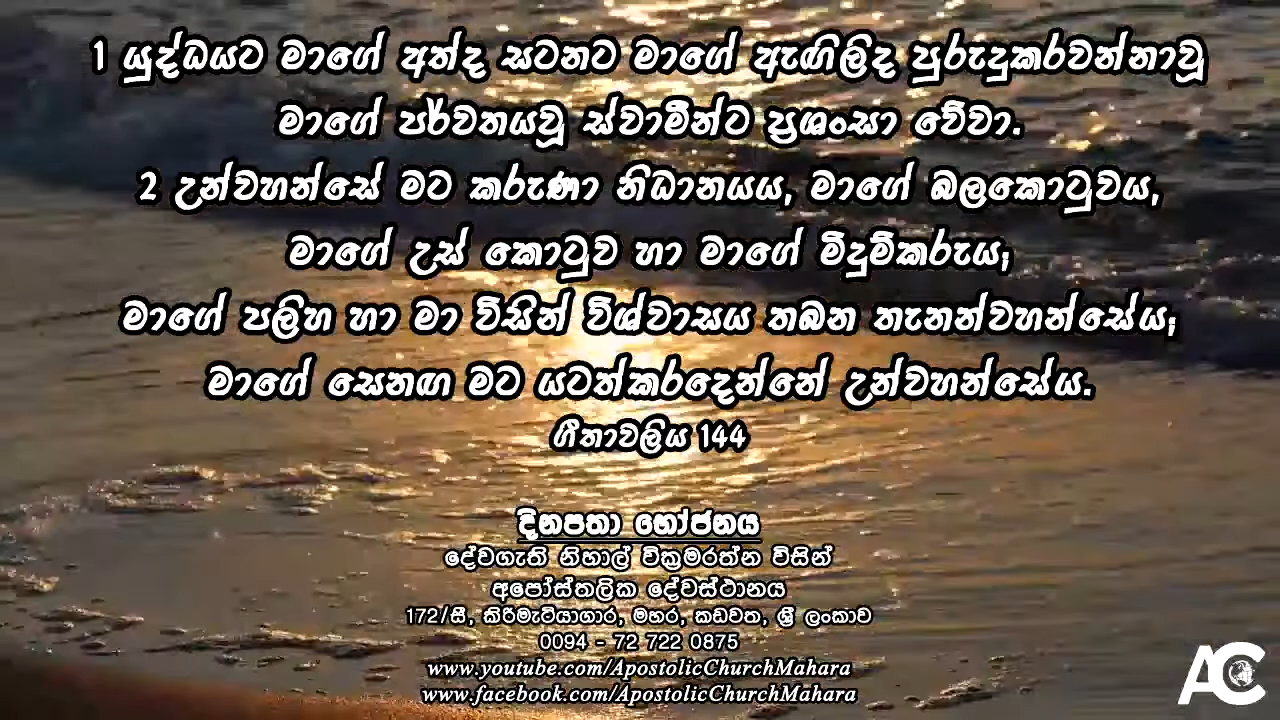 1 යුද්ධයට මාගේ අත්ද සටනට මාගේ ඇඟිලිද පුරුදුකරවන්නාවූ
මාගේ පර්වතයවූ ස්වාමීන්ට ප්‍රශංසා වේවා.
2 උන්වහන්සේ මට කරුණා නිධානයය, මාගේ බලකොටුවය,
මාගේ උස් කොටුව හා මාගේ මිදුම්කරුය;
මාගේ පලිහ හා මා විසින් විශ්වාසය තබන තැනන්වහන්සේය;
මාගේ සෙනඟ මට යටත්කරදෙන්නේ උන්වහන්සේය.
ගීතාවලිය 144
දිනපතා භෝජනය
දේවගැති නිහාල් වික්‍රමරත්න විසින්
අපෝස්තලික දේවස්ථානය
172/සී, කිරිමැටියාගාර, මහර, කඩවත, ශ්‍රී ලංකාව
0094 - 72 722 0875
www.youtube.com/ApostolicChurchMahara
www.facebook.com/ApostolicChurchMahara
AC